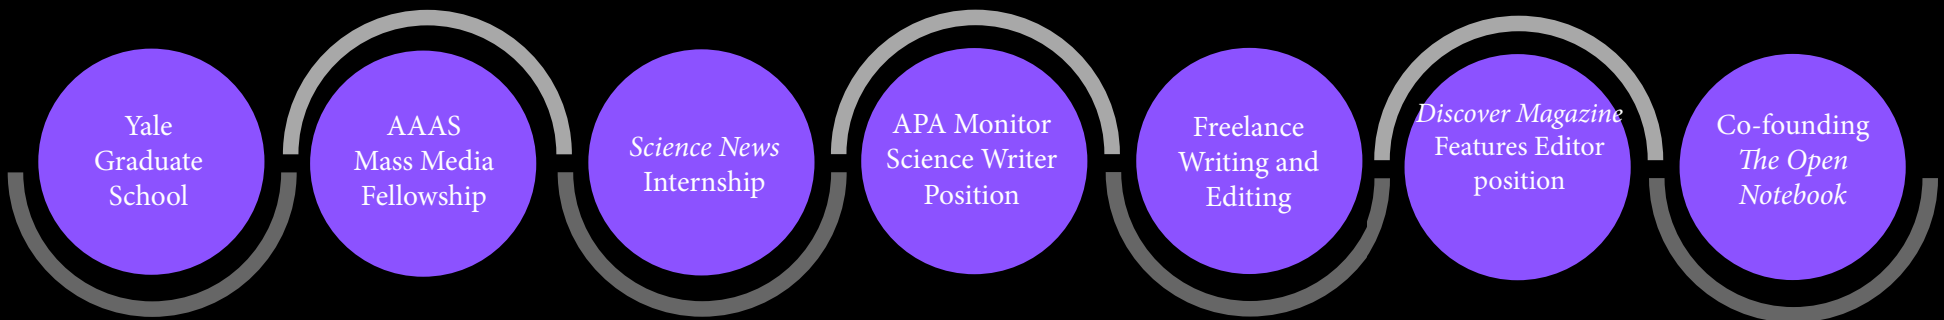 Yale
Graduate
School
AAAS
Mass Media
Fellowship
Science News
Internship
APA Monitor
Science Writer
Position
Freelance
Writing and
Editing
Discover Magazine
Features Editor
position
Co-founding
The Open
Notebook